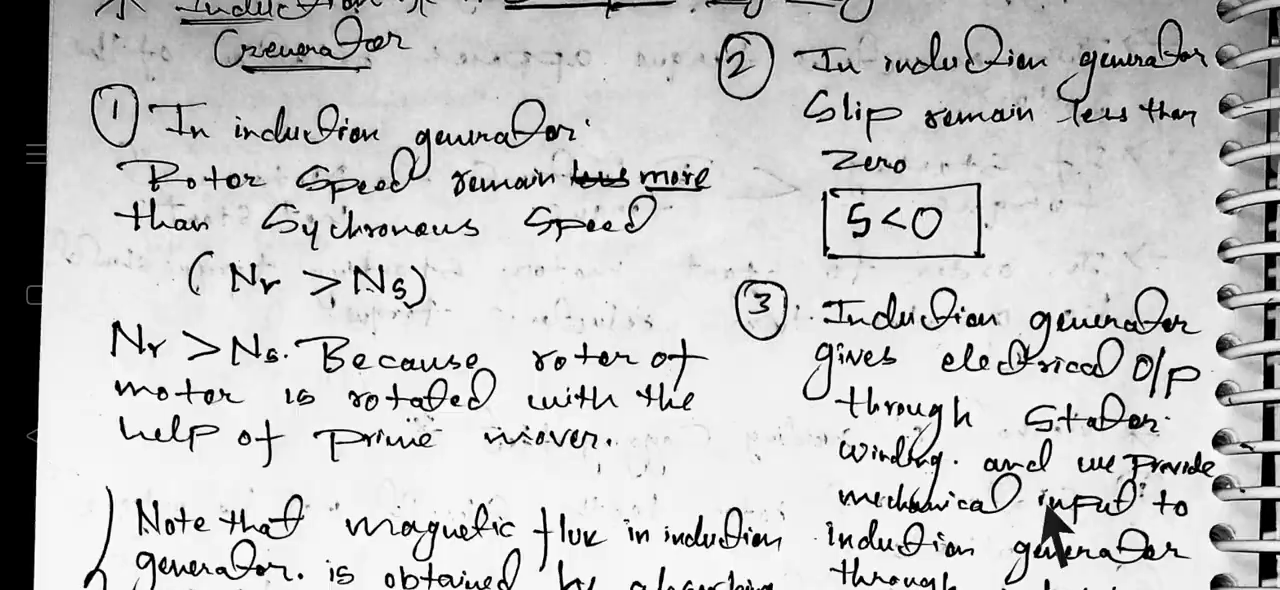 Induction
Generator
① In induction generator
Rotor Speed remain less more
than Sychronous Speed
(Nr > Ns)
Nr > Ns. Because rotor of
motor is rotated with the
help of prime mover.
Note that magnetic flux in induction
generator. is obtained by absorbing
② In induction generator
Slip remain less than
Zero
S<0
③ Induction generator
gives electrical O/P
through Stator
winding. and we Provide
mechanical input to
induction generator
through